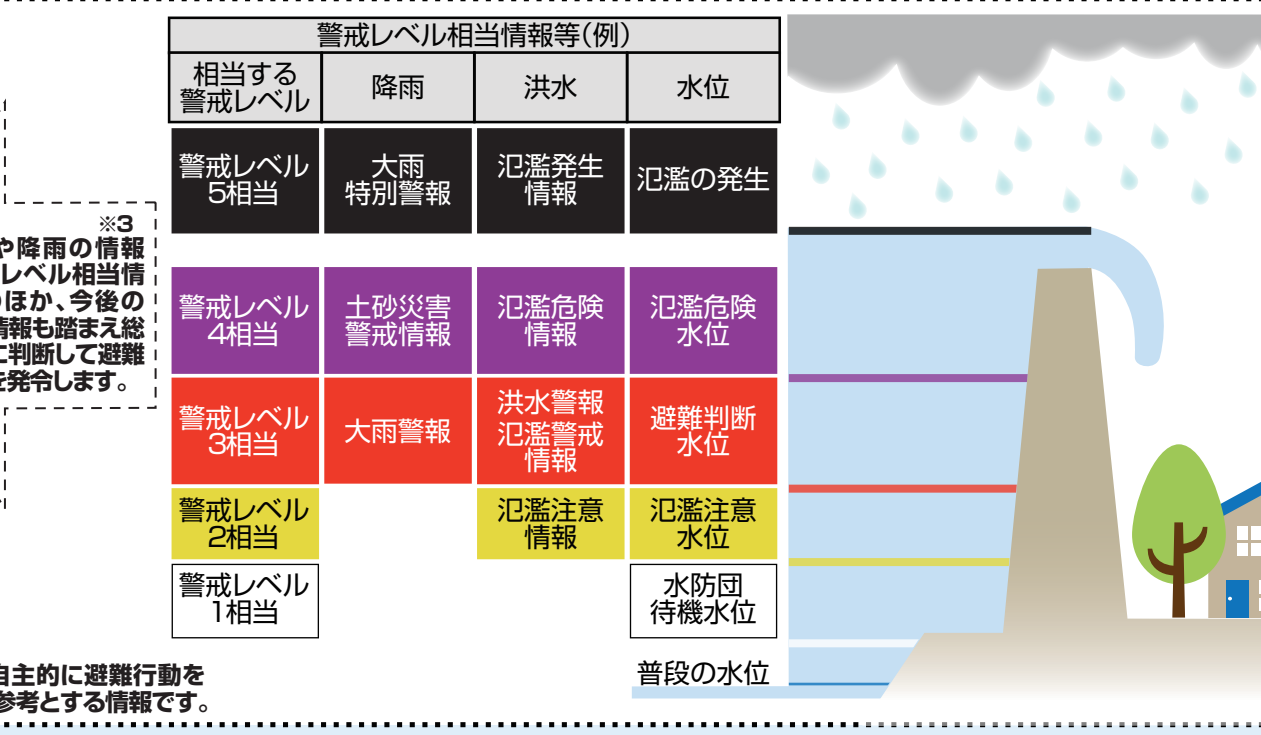 警戒レベル相当情報等(例)
相当する
警戒レベル
降雨
洪水
水位
警戒レベル
5相当
大雨
特別警報
氾濫発生
情報
氾濫の発生
警戒レベル
4相当
土砂災害
警戒情報
氾濫危険
情報
氾濫危険
水位
警戒レベル
3相当
大雨警報
洪水警報
氾濫警戒
情報
避難判断
水位
警戒レベル
2相当
氾濫注意
情報
氾濫注意
水位
警戒レベル
1相当
水防団
待機水位
普段の水位
※3
や降雨の情報
レベル相当情
のほか、今後の
情報も踏まえ総
に判断して避難
を発令します。
自主的に避難行動を
参考とする情報です。